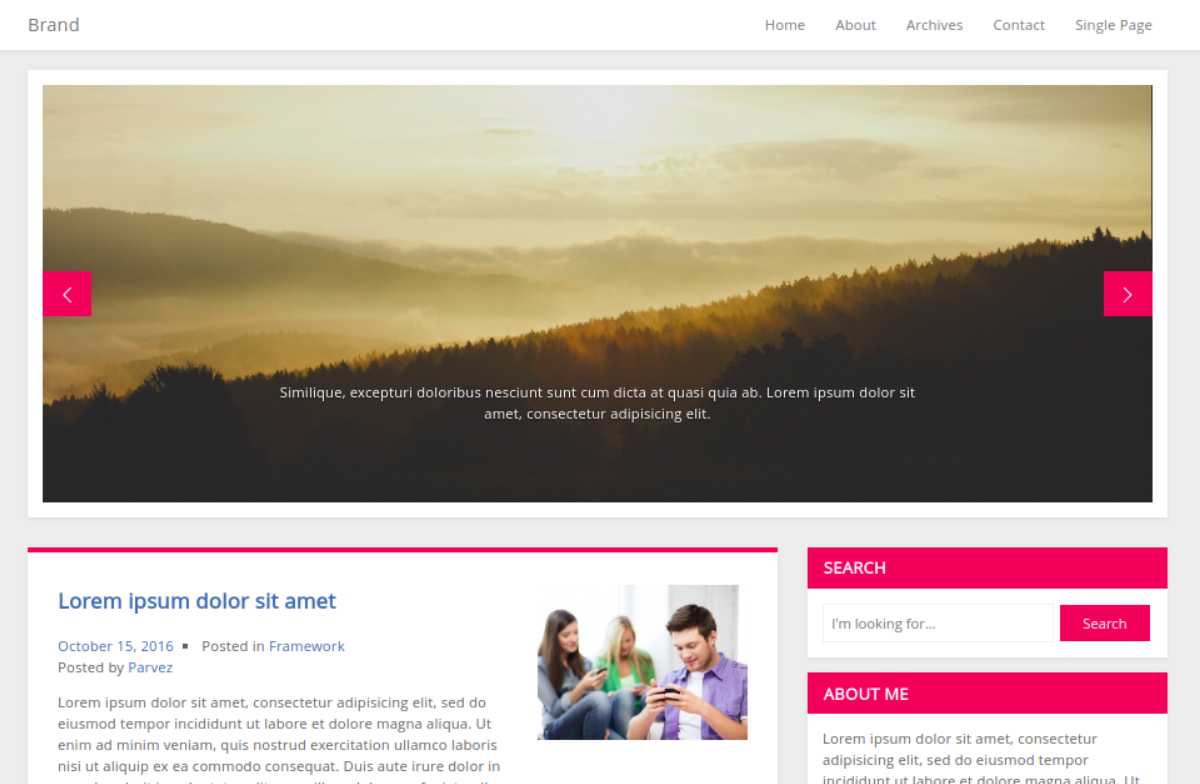 Brand
Home About Archives Contact Single Page
Similique, excepturi doloribus nesciunt sunt cum dicta at quasi quia ab. Lorem ipsum dolor sit
amet, consectetur adipisicing elit.
Lorem ipsum dolor sit amet
October 15, 2016 ▪ Posted in Framework
Posted by Parvez
Lorem ipsum dolor sit amet, consectetur adipisicing elit, sed do
eiusmod tempor incididunt ut labore et dolore magna aliqua. Ut
enim ad minim veniam, quis nostrud exercitation ullamco laboris
nisi ut aliquip ex ea commodo consequat. Duis aute irure dolor in
SEARCH
I'm looking for...
Search
ABOUT ME
Lorem ipsum dolor sit amet, consectetur
adipisicing elit, sed do eiusmod tempor
incididunt ut labore et dolore magna aliqua. Ut